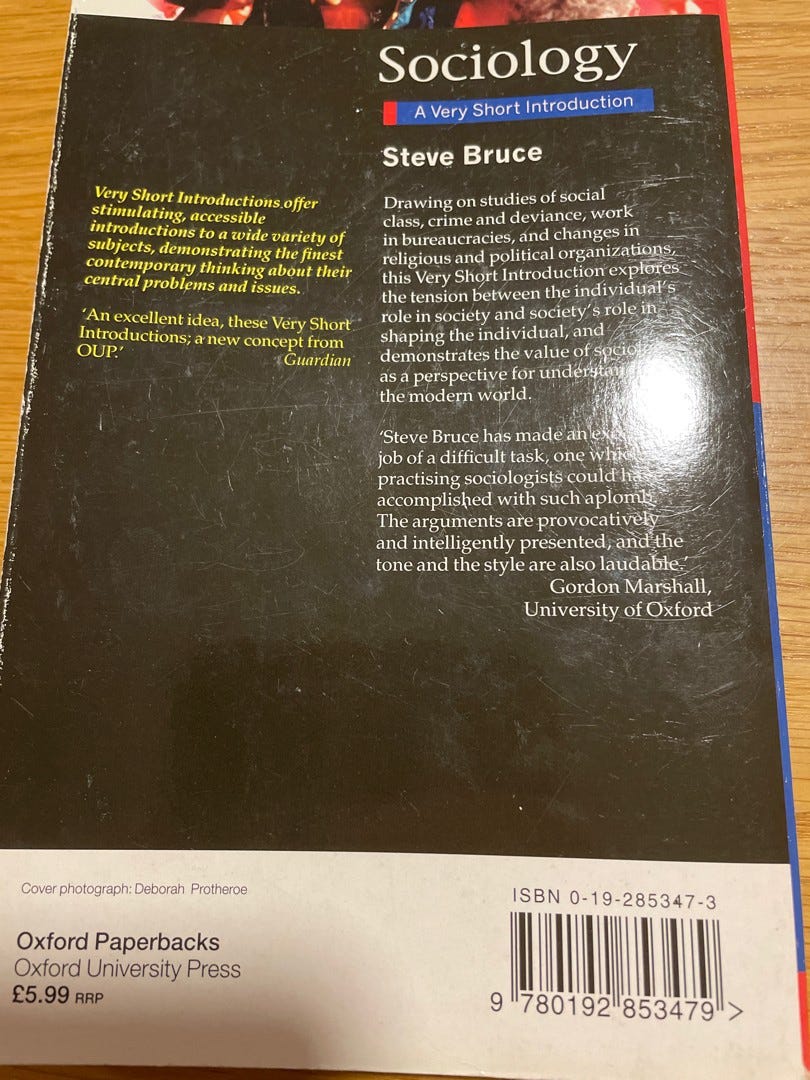 Sociology
A Very Short Introduction
Steve Bruce
Very Short Introductions offer
stimulating, accessible
introductions to a wide variety of
subjects, demonstrating the finest
contemporary thinking about their
central problems and issues.
'An excellent idea, these Very Short
Introductions; a new concept from
OUP.'
Guardian
Drawing on studies of social
class, crime and deviance, work
in bureaucracies, and changes in
religious and political organizations,
this Very Short Introduction explores
the tension between the individual's
role in society and society's role in
shaping the individual, and
demonstrates the value of
as a perspective for
the modern world.
'Steve Bruce has made an
job of a difficult task, one
practising sociologists could
accomplished with such aplomb.
The arguments are provocatively
and intelligently presented, and the
tone and the style are also laudable.'
Gordon Marshall,
University of Oxford
Cover photograph: Deborah Protheroe
Oxford Paperbacks
Oxford University Press
£5.99 RRP
ISBN 0-19-285347-3
9 780192 853479 >